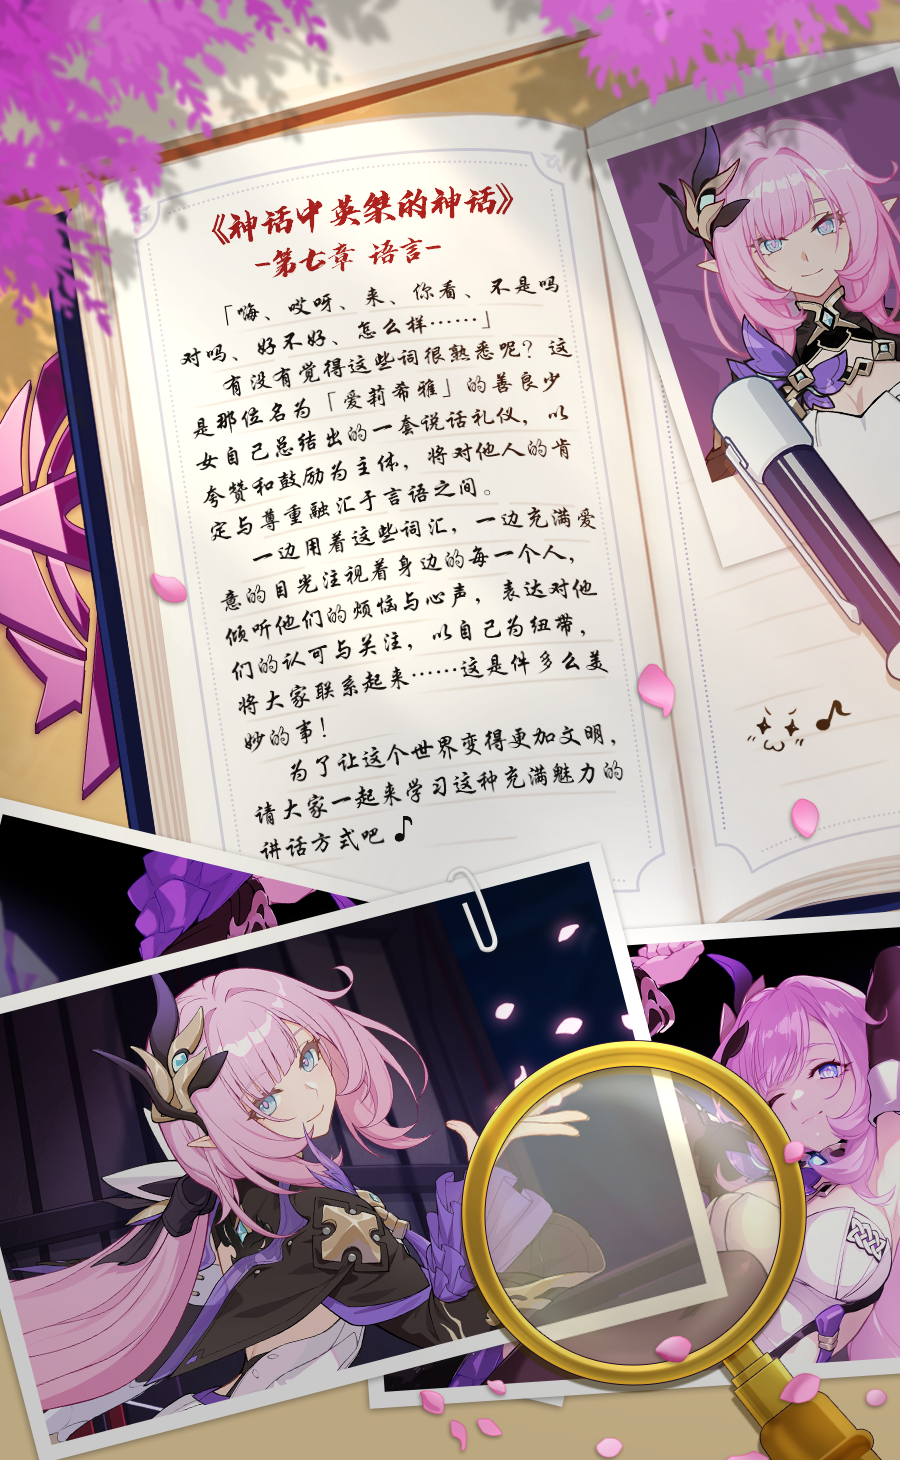 《神话中英桀的神话》
-第七章 语言-
「嗨、哎呀、来、你看、不是吗
对吗、好不好、怎么样……」
有没有觉得这些词很熟悉呢？这
是那位名为「爱莉希雅」的善良少
女自己总结出的一套说话礼仪，以
夸赞和鼓励为主体，将对他人的肯
定与尊重融汇于言语之间。
一边用着这些词汇，一边充满爱
意的目光注视着身边的每一个人，
倾听他们的烦恼与心声，表达对他
们的认可与关注，以自己为纽带，
将大家联系起来……这是件多么美
妙的事！
为了让这个世界变得更加文明，
请大家一起来学习这种充满魅力的
讲话方式吧♪